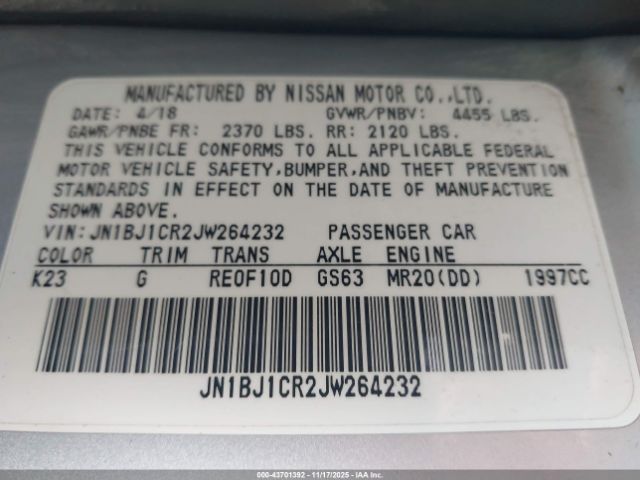 MANUFACTURED BY NISSAN MOTOR CO.,LTD.
DATE: 4/18 GVWR/PNBV: 4455 LBS.
GAWR/PNBE FR: 2370 LBS. RR: 2120 LBS.
THIS VEHICLE CONFORMS TO ALL APPLICABLE FEDERAL
MOTOR VEHICLE SAFETY,BUMPER,AND THEFT PREVENTION
STANDARDS IN EFFECT ON THE DATE OF MANUFACTURE
SHOWN ABOVE.
VIN:JN1BJ1CR2JW264232 PASSENGER CAR
COLOR TRIM TRANS AXLE ENGINE
K23 G RE0F10D GS63 MR20(DD) 1997CC
JN1BJ1CR2JW264232
000-43701392 - 11/17/2025 - IAA Inc.